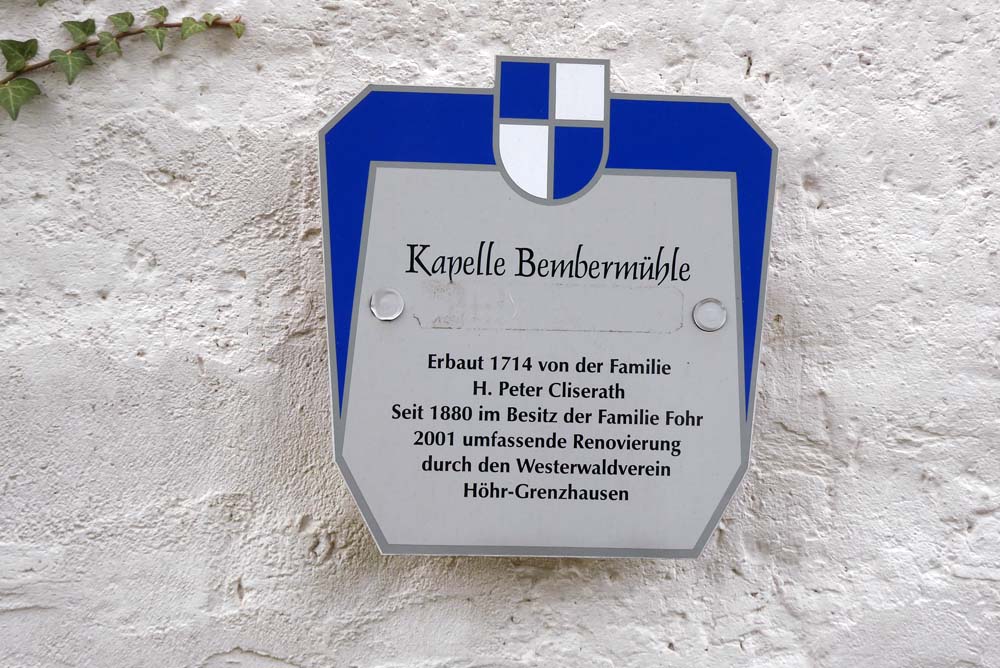 Kapelle Bembermühle
Erbaut 1714 von der Familie
H. Peter Cliserath
Seit 1880 im Besitz der Familie Fohr
2001 umfassende Renovierung
durch den Westerwaldverein
Höhr-Grenzhausen